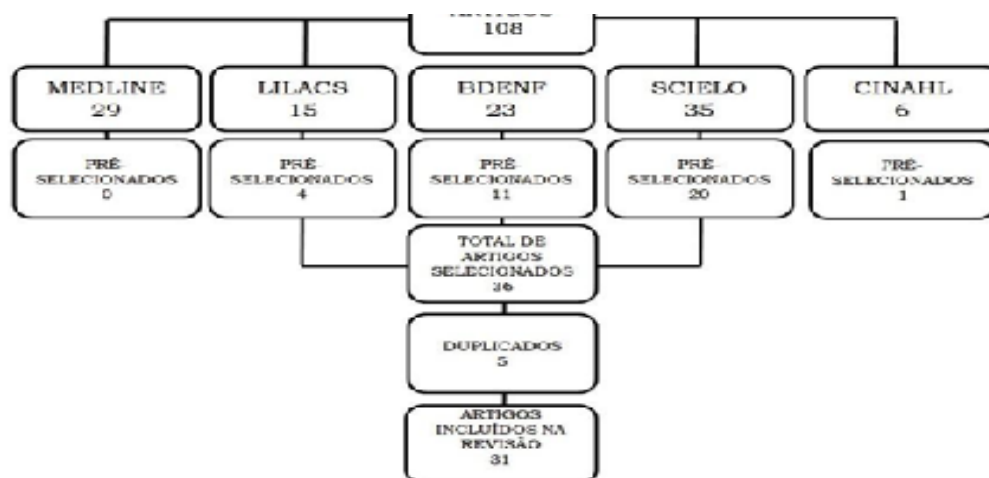 ARTIGOS
108
MEDLINE
29
LILACS
15
BDENF
23
SCIELO
35
CINAHL
6
PRÉ-
SELECIONADOS
0
PRÉ-
SELECIONADOS
4
PRÉ-
SELECIONADOS
11
PRÉ-
SELECIONADOS
20
PRÉ-
SELECIONADOS
1
TOTAL DE
ARTIGOS
SELECIONADOS
36
DUPLICADOS
5
ARTIGOS
INCLUÍDOS NA
REVISÃO
31